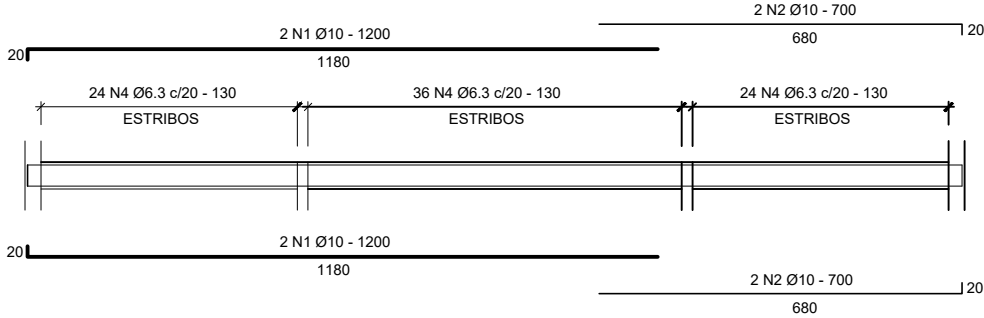 2 N2 Ø10 - 700
20
680
2 N1 Ø10 - 1200
20
1180
24 N4 Ø6.3 c/20 - 130
36 N4 Ø6.3 c/20 - 130
24 N4 Ø6.3 c/20 - 130
ESTRIBOS
ESTRIBOS
ESTRIBOS
2 N1 Ø10 - 1200
20
1180
2 N2 Ø10 - 700
20
680